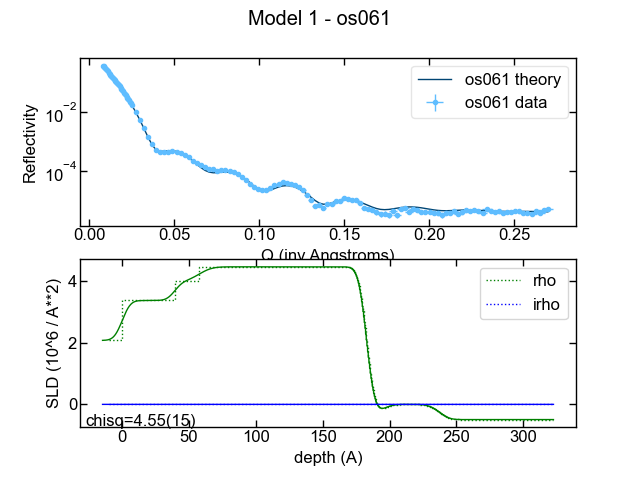 Model 1 - os061
Reflectivity
10⁻²
10⁻⁴
os061 theory
os061 data
0.00 0.05 0.10 0.15 0.20 0.25
Q (inv Angstroms)
SLD (10^6 / A**2)
4
2
0
rho
irho
chisq=4.55(15)
0 50 100 150 200 250 300
depth (A)